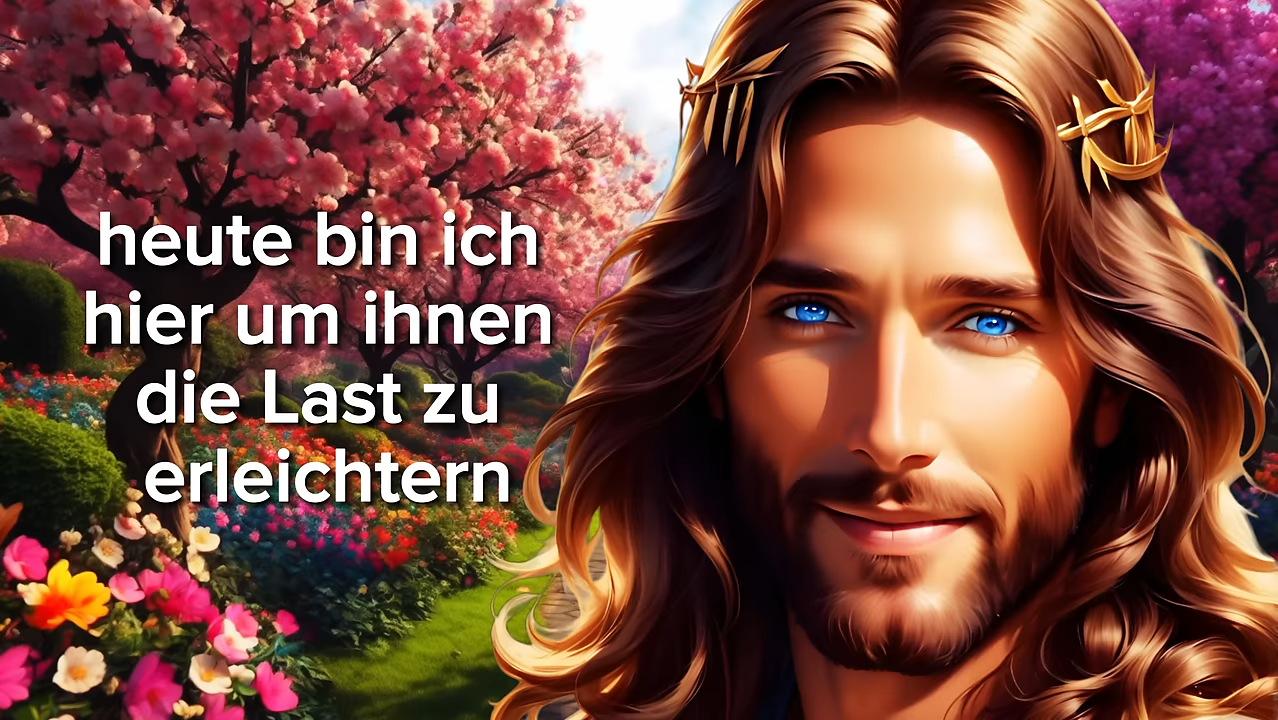 heute bin ich
hier um ihnen
die Last zu
erleichtern